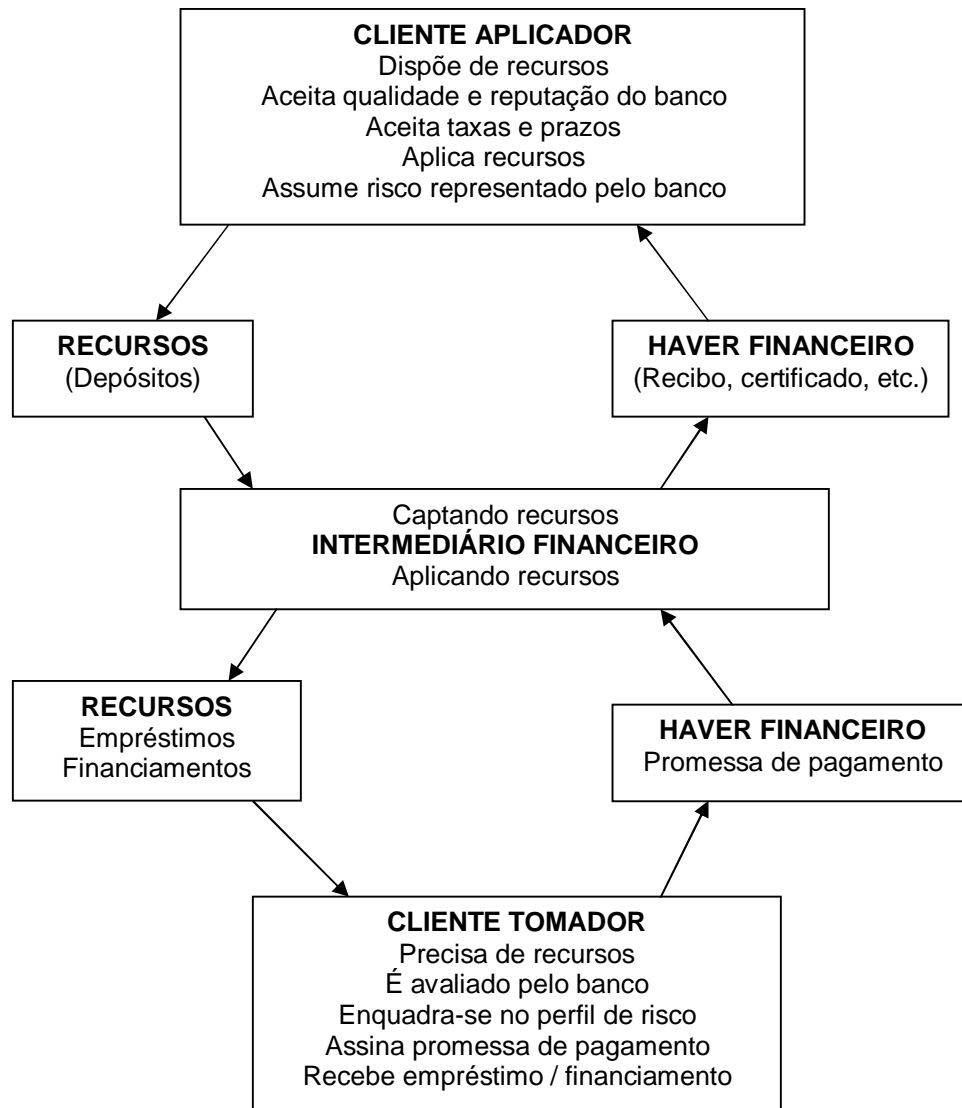 CLIENTE APLICADOR
Dispõe de recursos
Aceita qualidade e reputação do banco
Aceita taxas e prazos
Aplica recursos
Assume risco representado pelo banco
RECURSOS
(Depósitos)
HAVER FINANCEIRO
(Recibo, certificado, etc.)
Captando recursos
INTERMEDIÁRIO FINANCEIRO
Aplicando recursos
RECURSOS
Empréstimos
Financiamentos
HAVER FINANCEIRO
Promessa de pagamento
CLIENTE TOMADOR
Precisa de recursos
É avaliado pelo banco
Enquadra-se no perfil de risco
Assina promessa de pagamento
Recebe empréstimo / financiamento